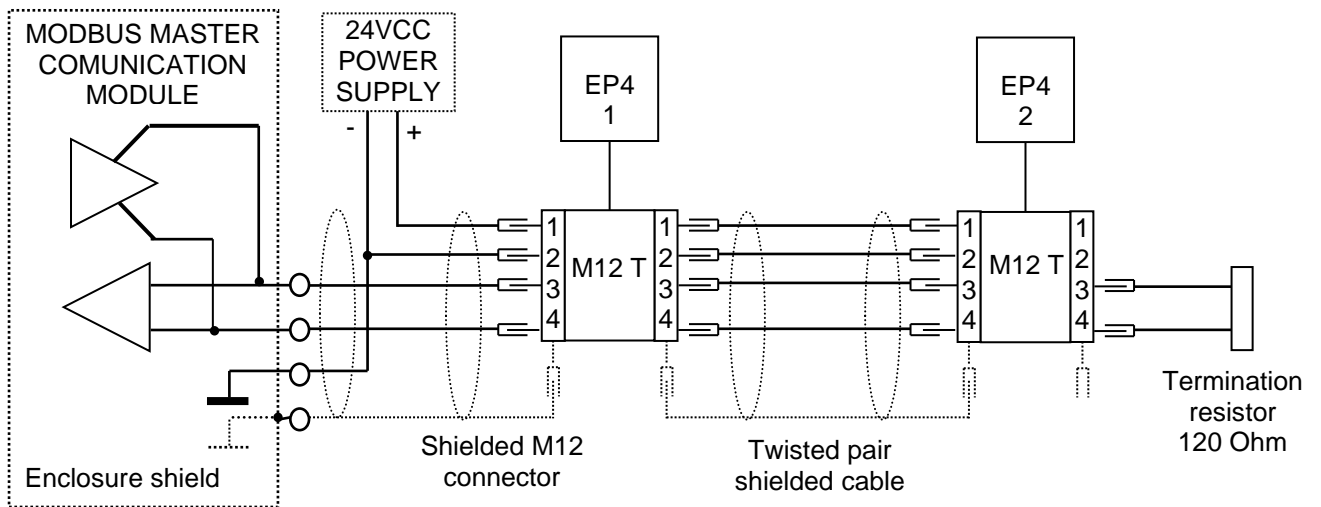 MODBUS MASTER
COMUNICATION
MODULE
24VCC
POWER
SUPPLY
-
+
EP4
1
EP4
2
1
2
3
4
M12 T
1
2
3
4
1
2
3
4
M12 T
1
2
3
4
Enclosure shield
Shielded M12
connector
Twisted pair
shielded cable
Termination
resistor
120 Ohm